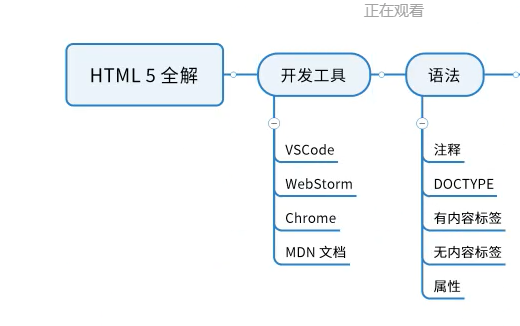 正在观看
HTML 5 全解
开发工具
语法
VSCode
WebStorm
Chrome
MDN 文档
注释
DOCTYPE
有内容标签
无内容标签
属性